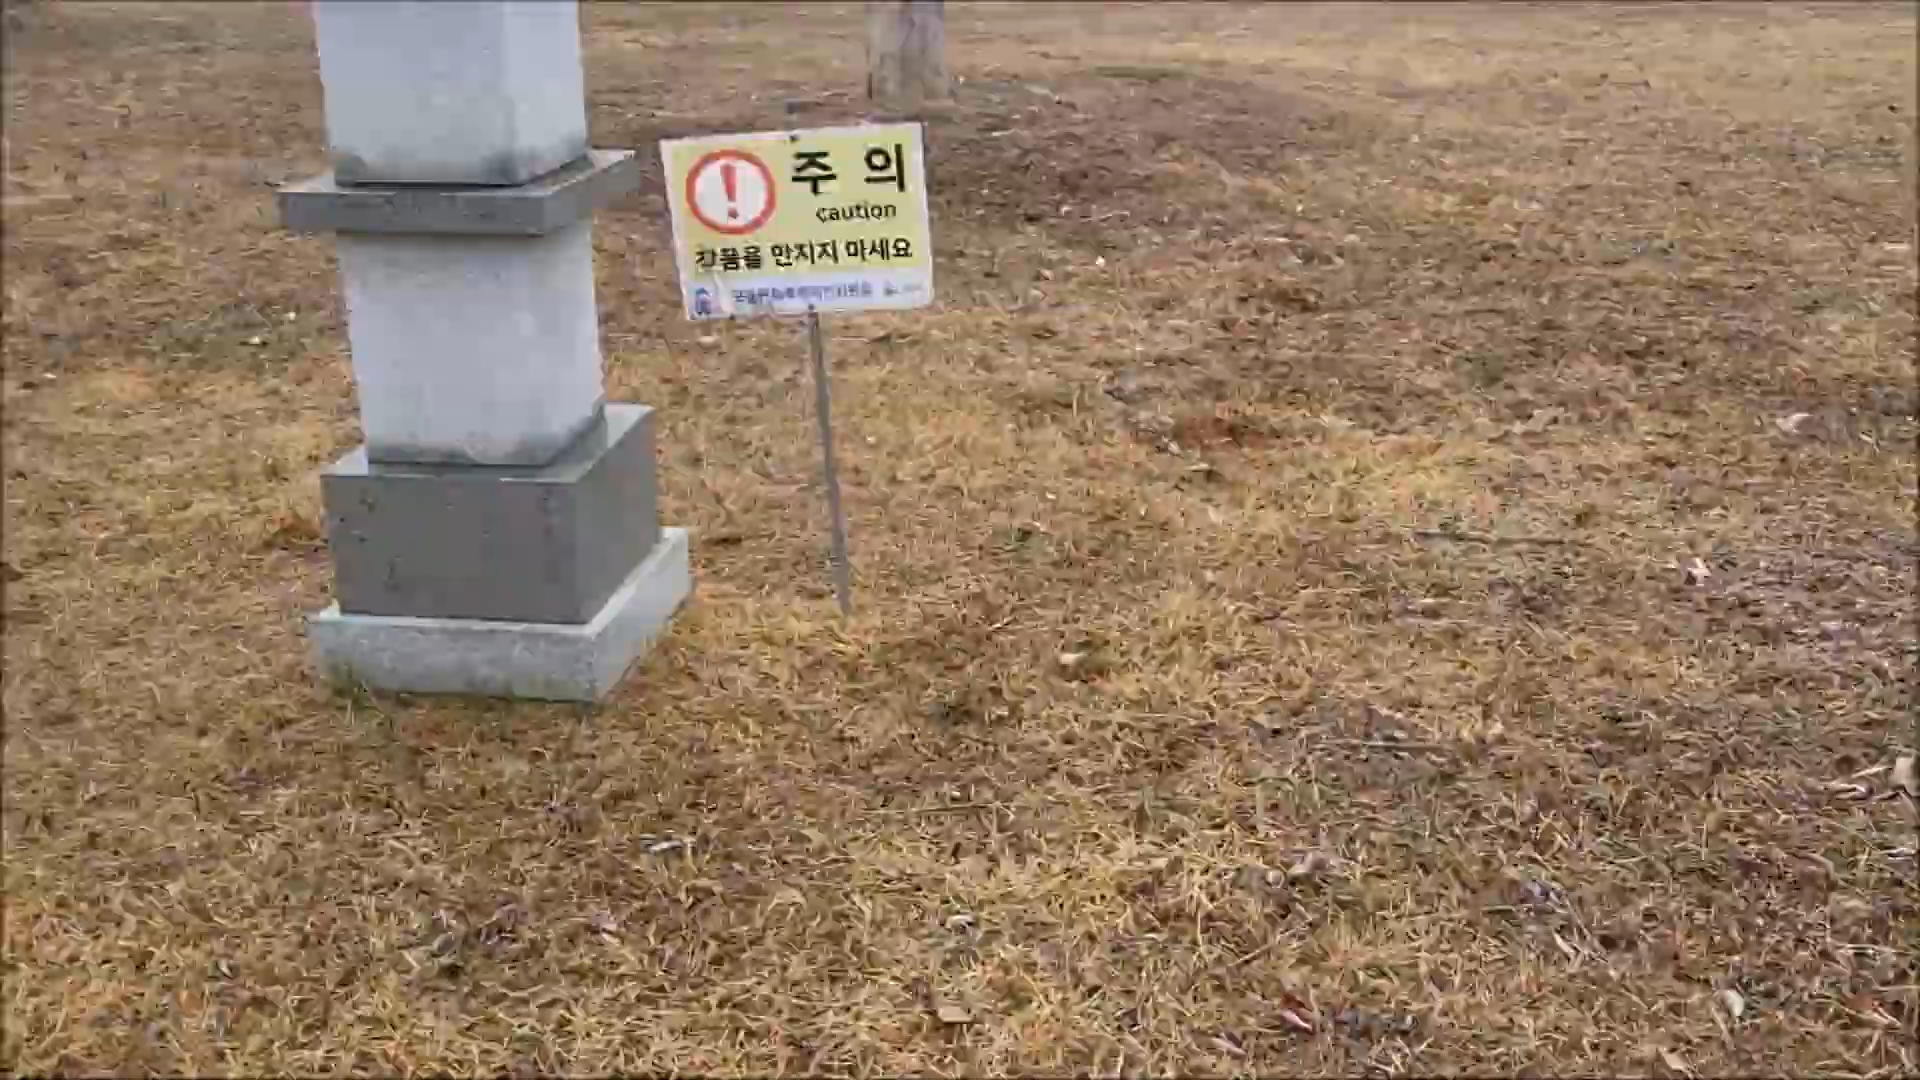 주 의
caution
작품을 만지지 마세요